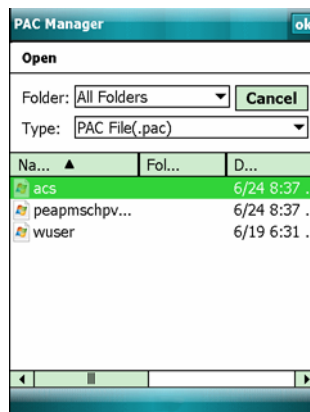 PAC Manager ok
Open
Folder: All Folders Cancel
Type: PAC File(.pac)
Na... Fol... D...
acs 6/24 8:37 .
peapmschpv... 6/24 8:37 .
wuser 6/19 6:31 .